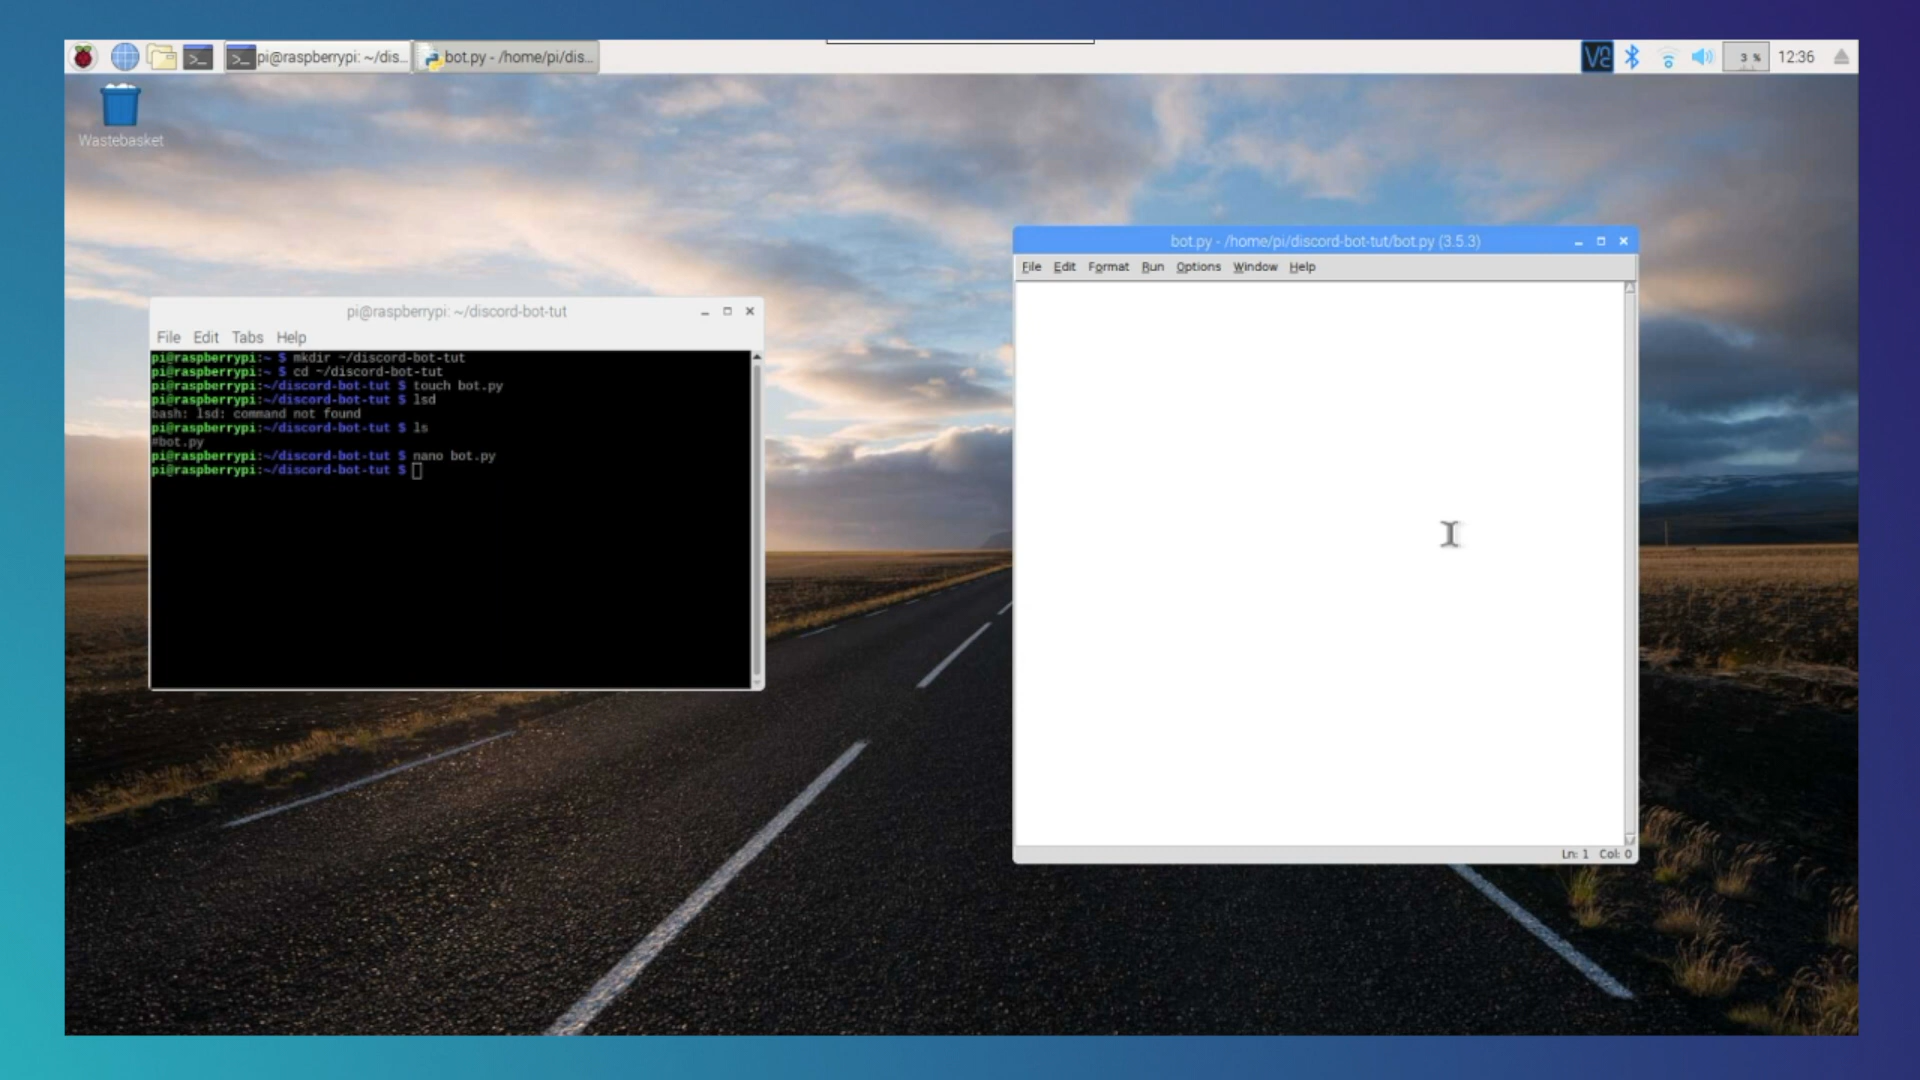 pi@raspberrypi: ~/dis...
bot.py - /home/pi/dis...
3 %
12:36
Wastebasket
pi@raspberrypi: ~/discord-bot-tut
File Edit Tabs Help
pi@raspberrypi:~ $ mkdir ~/discord-bot-tut
pi@raspberrypi:~ $ cd ~/discord-bot-tut
pi@raspberrypi:~/discord-bot-tut $ touch bot.py
pi@raspberrypi:~/discord-bot-tut $ lsd
bash: lsd: command not found
pi@raspberrypi:~/discord-bot-tut $ ls
#bot.py
pi@raspberrypi:~/discord-bot-tut $ nano bot.py
pi@raspberrypi:~/discord-bot-tut $
bot.py - /home/pi/discord-bot-tut/bot.py (3.5.3)
File Edit Format Run Options Window Help
Ln: 1 Col: 0